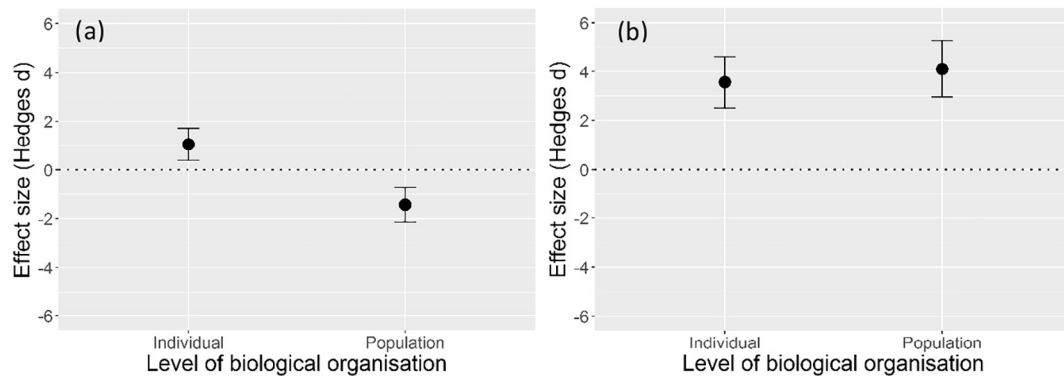 (a)
Effect size (Hedges d)
6
4
2
0
-2
-4
-6
Individual Population
Level of biological organisation
(b)
Effect size (Hedges d)
6
4
2
0
-2
-4
-6
Individual Population
Level of biological organisation